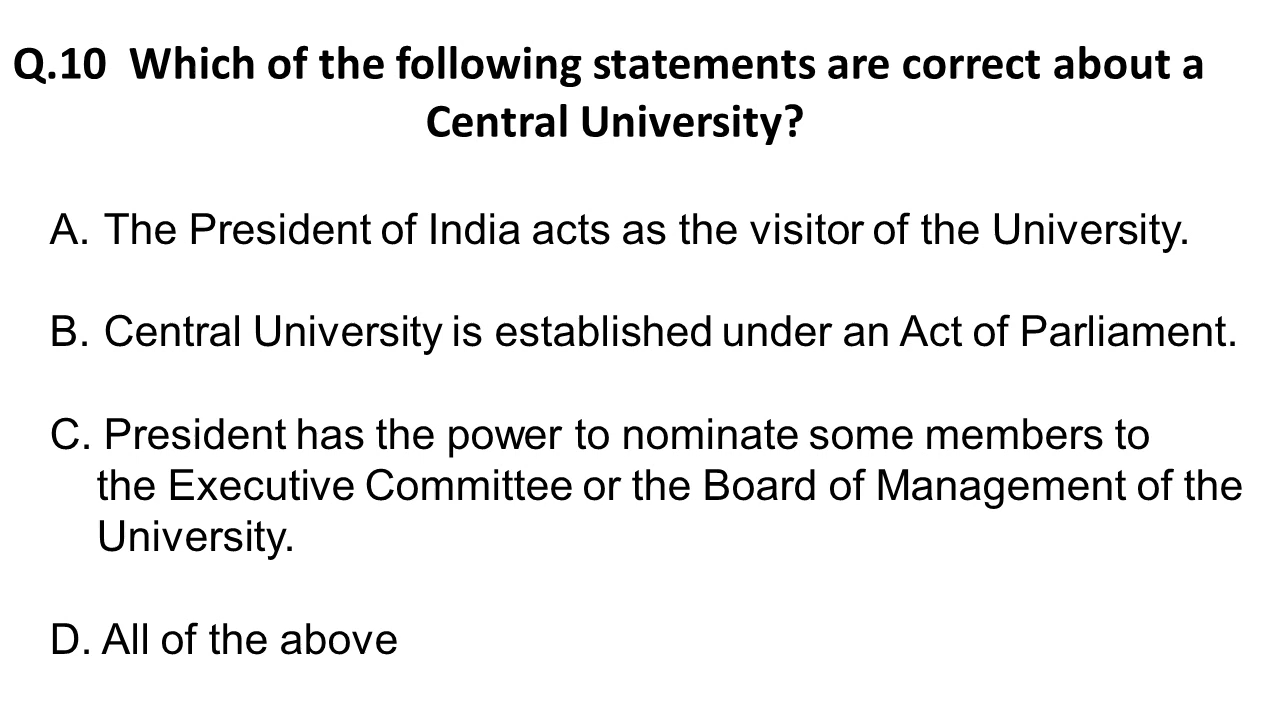 Q.10 Which of the following statements are correct about a
Central University?
A. The President of India acts as the visitor of the University.
B. Central University is established under an Act of Parliament.
C. President has the power to nominate some members to
the Executive Committee or the Board of Management of the
University.
D. All of the above